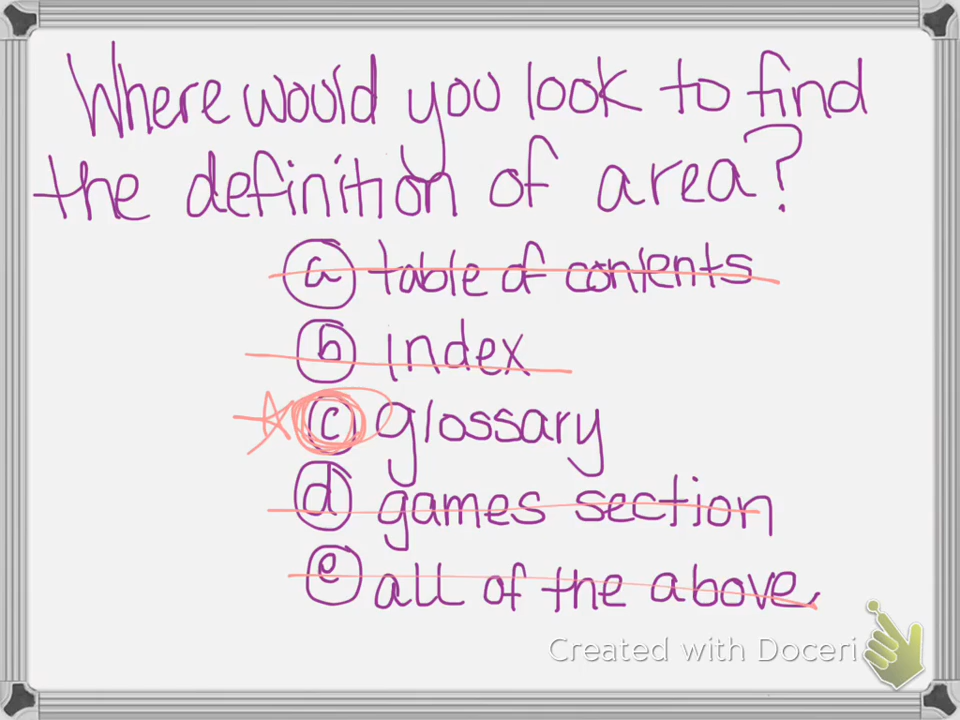 Where would you look to find
the definition of area?
a table of contents
b index
c glossary
d games section
e all of the above
Created with Doceri